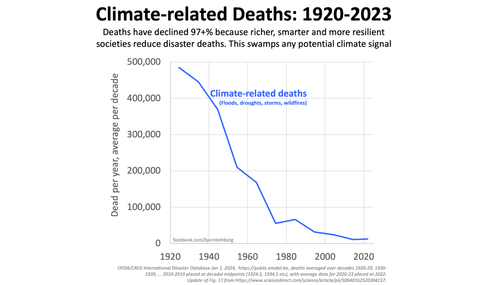 Climate-related Deaths: 1920-2023
Deaths have declined 97+% because richer, smarter and more resilient
societies reduce disaster deaths. This swamps any potential climate signal
Dead per year, average per decade
500,000
400,000
300,000
200,000
100,000
0
Climate-related deaths
(Floods, droughts, storms, wildfires)
facebook.com/bjornlomborg
1920 1940 1960 1980 2000 2020
OFDA/CRED International Disaster Database Jan 1, 2024, https://public.emdat.be, deaths averaged over decades 1920-29, 1930-
1939, ... 2010-2019 placed at decadal midpoints (1924.5, 1934.5 etc), with average data for 2020-23 placed at 2022.
Update of Fig. 17 from https://www.sciencedirect.com/science/article/pii/S0040162520304157